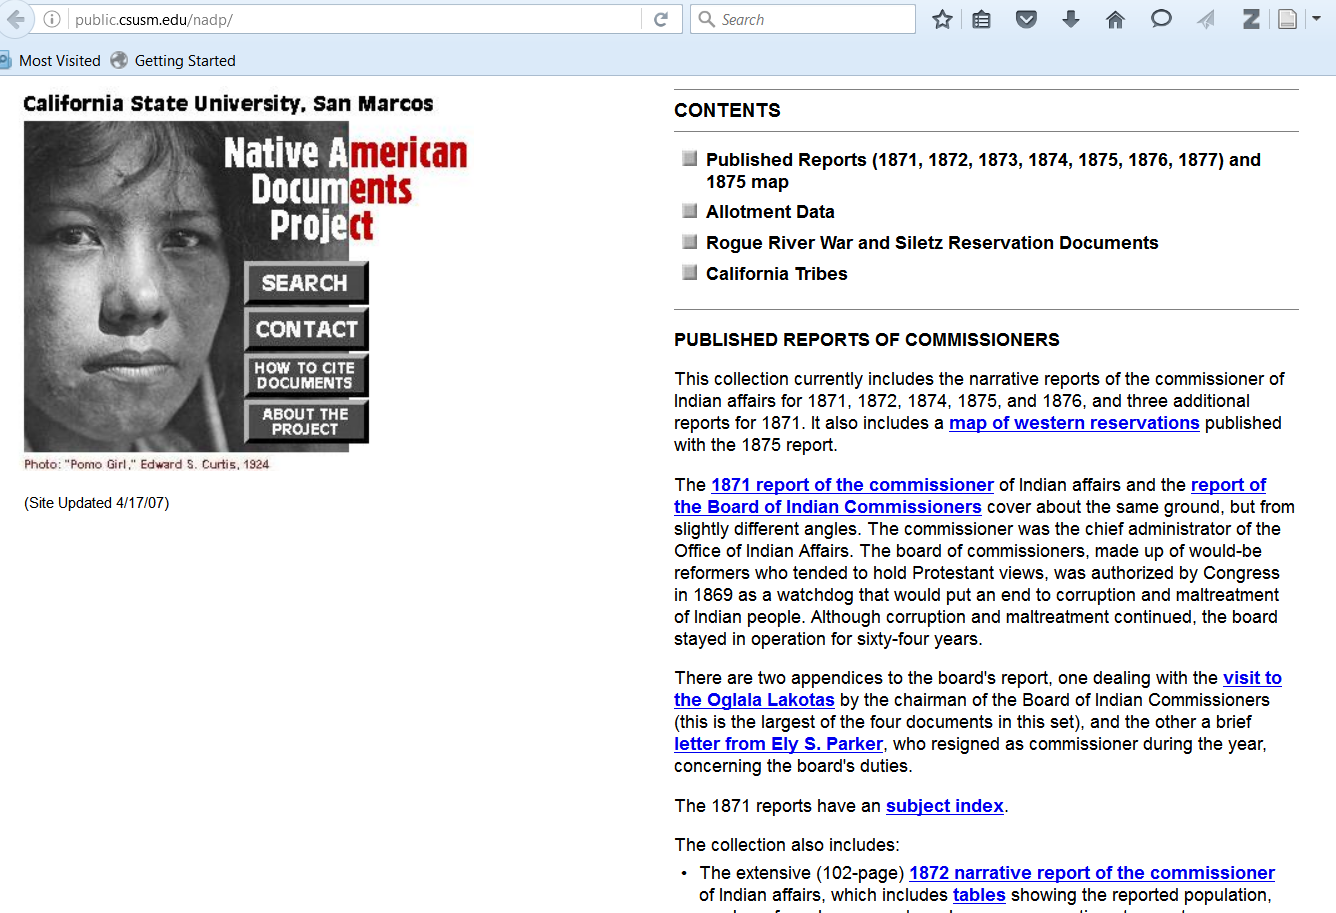 public.csusm.edu/nadp/
Search
Most Visited
Getting Started
California State University, San Marcos
Native American
Documents
Project
SEARCH
CONTACT
HOW TO CITE
DOCUMENTS
ABOUT THE
PROJECT
Photo: "Pomo Girl," Edward S. Curtis, 1924
(Site Updated 4/17/07)
CONTENTS
Published Reports (1871, 1872, 1873, 1874, 1875, 1876, 1877) and
1875 map
Allotment Data
Rogue River War and Siletz Reservation Documents
California Tribes
PUBLISHED REPORTS OF COMMISSIONERS
This collection currently includes the narrative reports of the commissioner of
Indian affairs for 1871, 1872, 1874, 1875, and 1876, and three additional
reports for 1871. It also includes a map of western reservations published
with the 1875 report.
The 1871 report of the commissioner of Indian affairs and the report of
the Board of Indian Commissioners cover about the same ground, but from
slightly different angles. The commissioner was the chief administrator of the
Office of Indian Affairs. The board of commissioners, made up of would-be
reformers who tended to hold Protestant views, was authorized by Congress
in 1869 as a watchdog that would put an end to corruption and maltreatment
of Indian people. Although corruption and maltreatment continued, the board
stayed in operation for sixty-four years.
There are two appendices to the board's report, one dealing with the visit to
the Oglala Lakotas by the chairman of the Board of Indian Commissioners
(this is the largest of the four documents in this set), and the other a brief
letter from Ely S. Parker, who resigned as commissioner during the year,
concerning the board's duties.
The 1871 reports have an subject index.
The collection also includes:
• The extensive (102-page) 1872 narrative report of the commissioner
of Indian affairs, which includes tables showing the reported population,